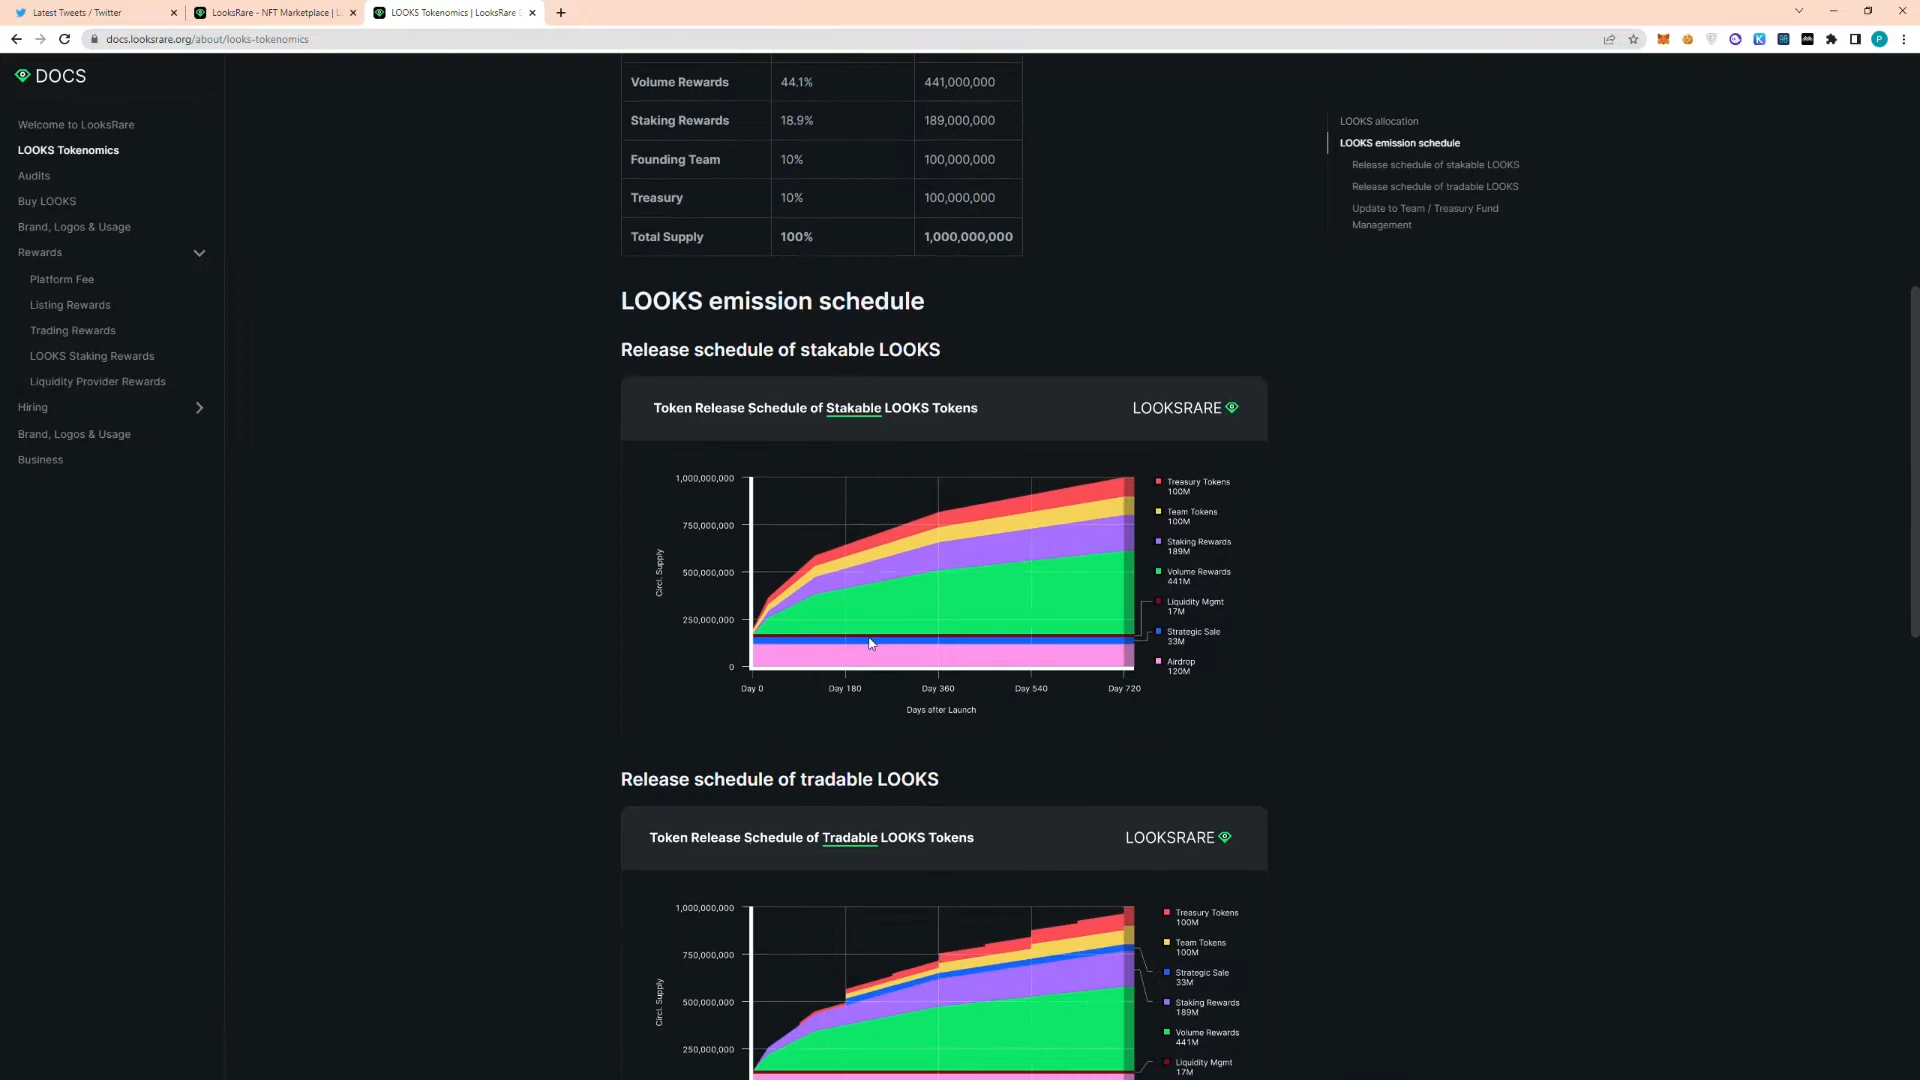 Latest Tweets / Twitter
LooksRare - NFT Marketplace | L
LOOKS Tokenomics | LooksRare
docs.looksrare.org/about/looks-tokenomics
P
DOCS
Welcome to LooksRare
LOOKS Tokenomics
Audits
Buy LOOKS
Brand, Logos & Usage
Rewards
Platform Fee
Listing Rewards
Trading Rewards
LOOKS Staking Rewards
Liquidity Provider Rewards
Hiring
Brand, Logos & Usage
Business
Volume Rewards 44.1% 441,000,000
Staking Rewards 18.9% 189,000,000
Founding Team 10% 100,000,000
Treasury 10% 100,000,000
Total Supply 100% 1,000,000,000
LOOKS emission schedule
Release schedule of stakable LOOKS
Token Release Schedule of Stakable LOOKS Tokens
LOOKSRARE
1,000,000,000
750,000,000
500,000,000
250,000,000
0
Circl. Supply
Day 0 Day 180 Day 360 Day 540 Day 720
Days after Launch
Treasury Tokens
100M
Team Tokens
100M
Staking Rewards
189M
Volume Rewards
441M
Liquidity Mgmt
17M
Strategic Sale
33M
Airdrop
120M
Release schedule of tradable LOOKS
Token Release Schedule of Tradable LOOKS Tokens
LOOKSRARE
1,000,000,000
750,000,000
500,000,000
250,000,000
Circl. Supply
Treasury Tokens
100M
Team Tokens
100M
Strategic Sale
33M
Staking Rewards
189M
Volume Rewards
441M
Liquidity Mgmt
17M
LOOKS allocation
LOOKS emission schedule
Release schedule of stakable LOOKS
Release schedule of tradable LOOKS
Update to Team / Treasury Fund
Management